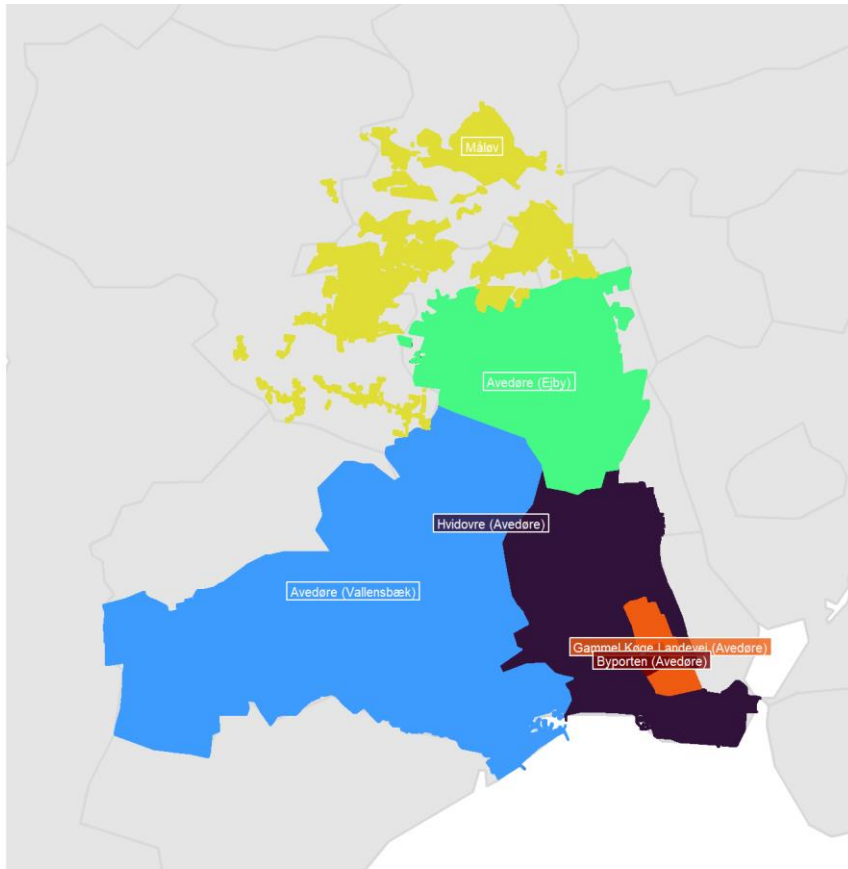 Måløv
Avedøre (Ejby)
Hvidovre (Avedøre)
Avedøre (Vallensbæk)
Gammel Køge Landevej (Avedøre)
Byporten (Avedøre)